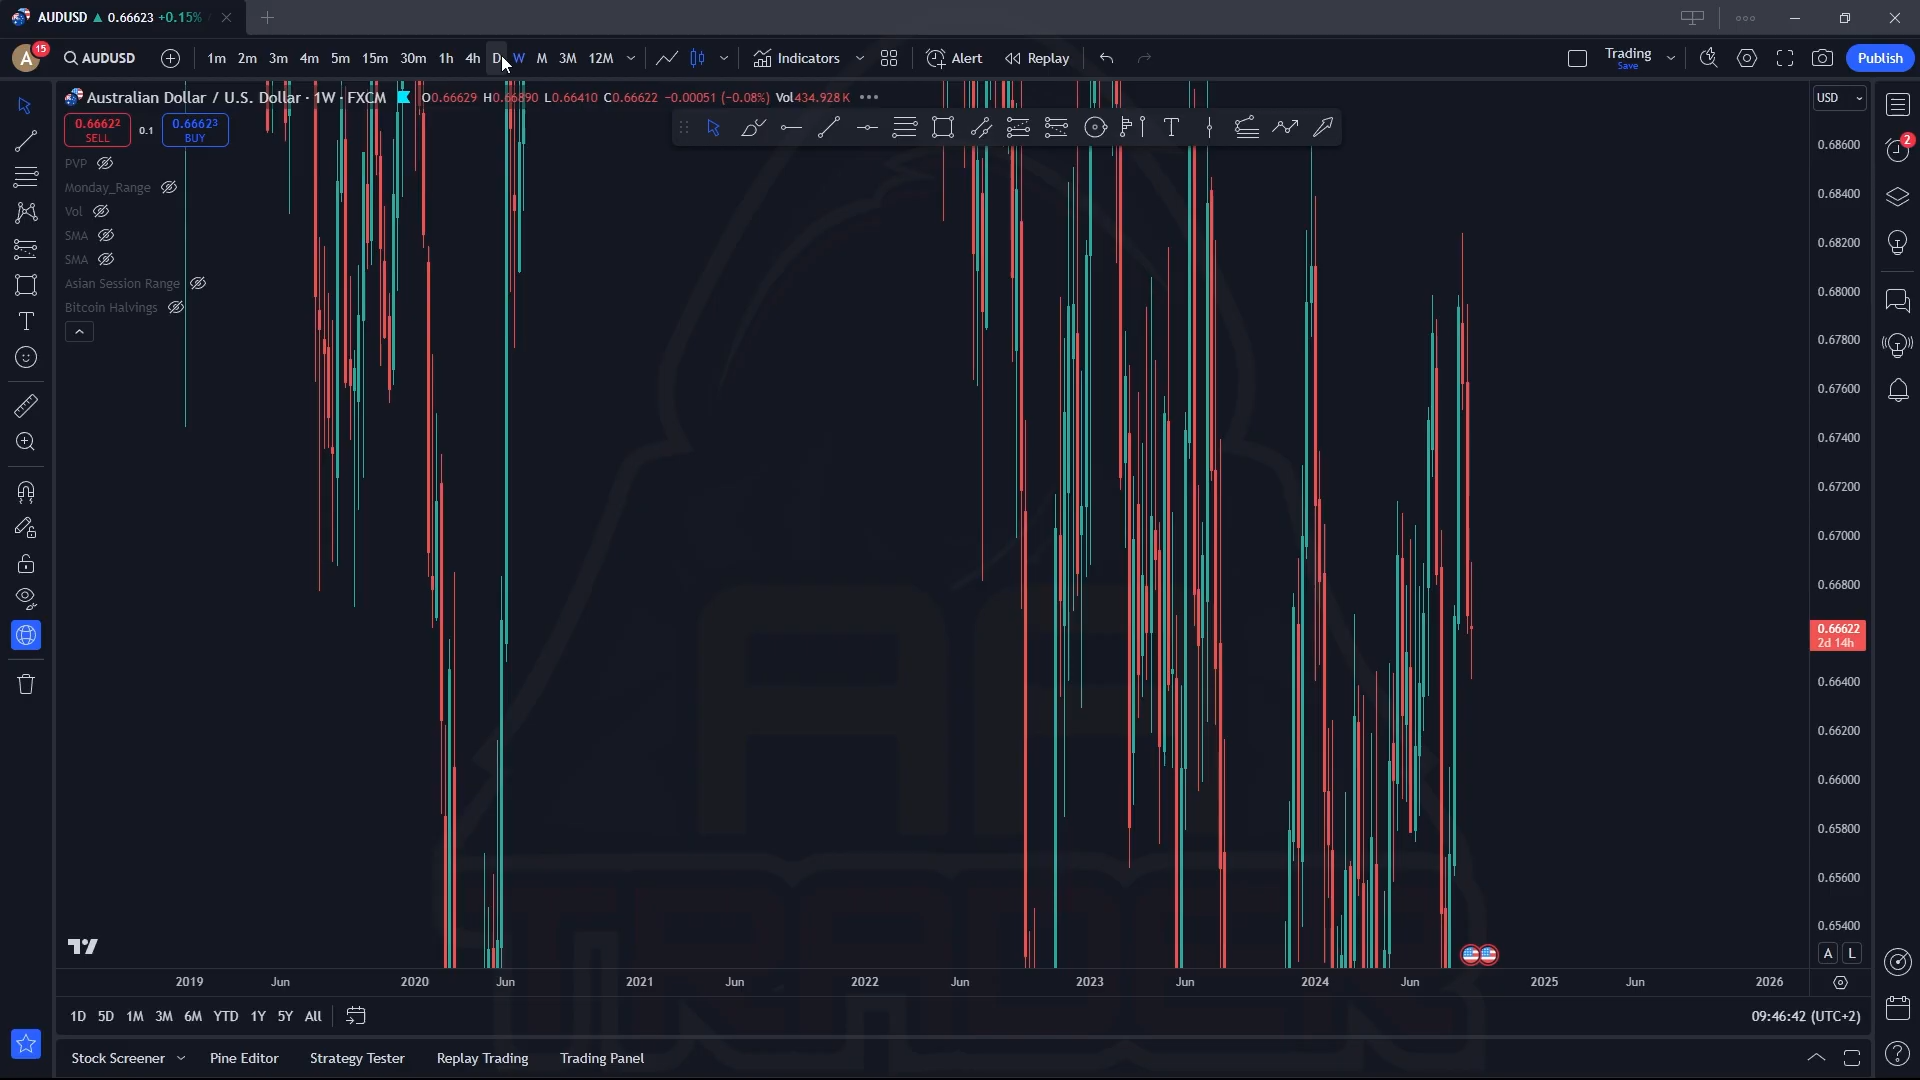 AUDUSD ▲ 0.66623 +0.15%
A 15 AUDUSD 1m 2m 3m 4m 5m 15m 30m 1h 4h D W M 3M 12M Indicators Alert Replay Trading Save Publish
Australian Dollar / U.S. Dollar · 1W · FXCM O0.66629 H0.66890 L0.66410 C0.66622 −0.00051 (−0.08%) Vol434.928K
USD
0.66622 SELL 0.1 0.66623 BUY
PVP
Monday_Range
Vol
SMA
SMA
Asian Session Range
Bitcoin Halvings
2
0.68600
0.68400
0.68200
0.68000
0.67800
0.67600
0.67400
0.67200
0.67000
0.66800
0.66622
2d 14h
0.66400
0.66200
0.66000
0.65800
0.65600
0.65400
A L
2019 Jun 2020 Jun 2021 Jun 2022 Jun 2023 Jun 2024 Jun 2025 Jun 2026
1D 5D 1M 3M 6M YTD 1Y 5Y All 09:46:42 (UTC+2)
Stock Screener Pine Editor Strategy Tester Replay Trading Trading Panel